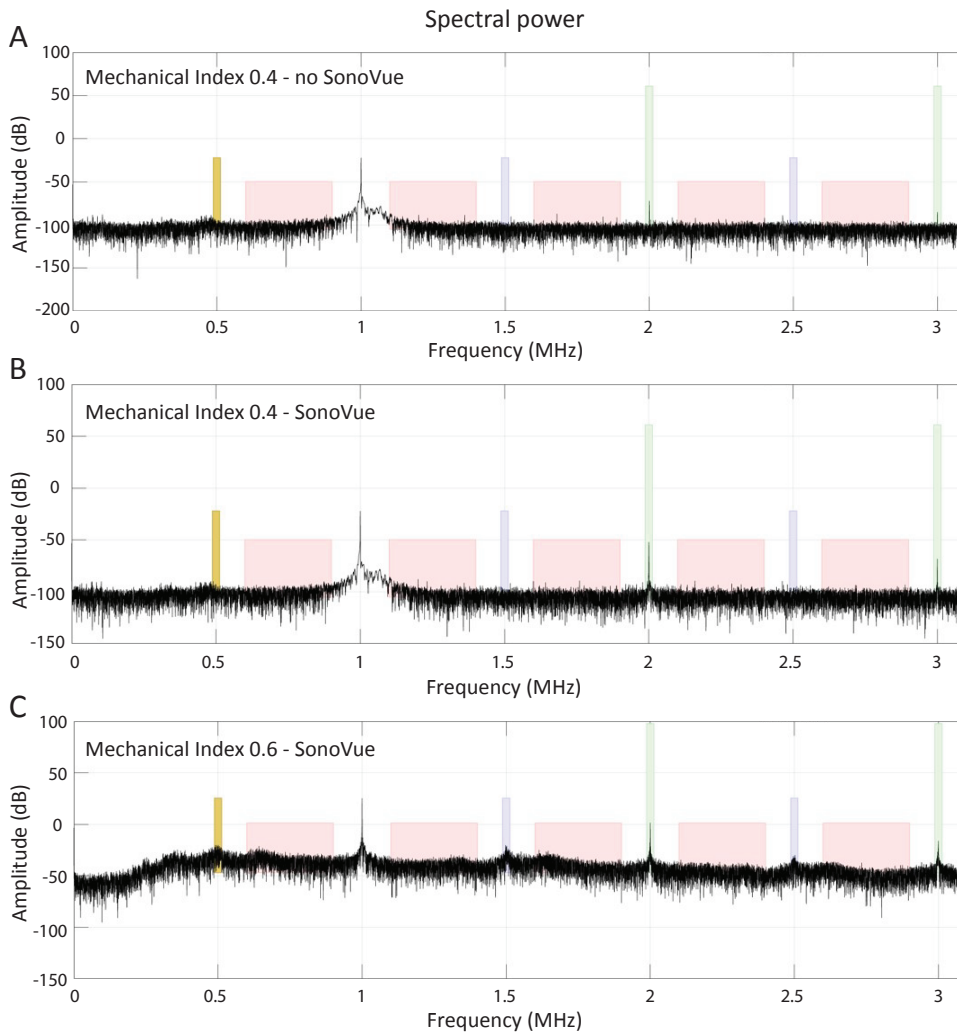 Spectral power
A
Mechanical Index 0.4 - no SonoVue
Amplitude (dB)
100
50
0
-50
-100
-150
-200
0 0.5 1 1.5 2 2.5 3
Frequency (MHz)
B
Mechanical Index 0.4 - SonoVue
Amplitude (dB)
100
50
0
-50
-100
-150
0 0.5 1 1.5 2 2.5 3
Frequency (MHz)
C
Mechanical Index 0.6 - SonoVue
Amplitude (dB)
100
50
0
-50
-100
-150
0 0.5 1 1.5 2 2.5 3
Frequency (MHz)